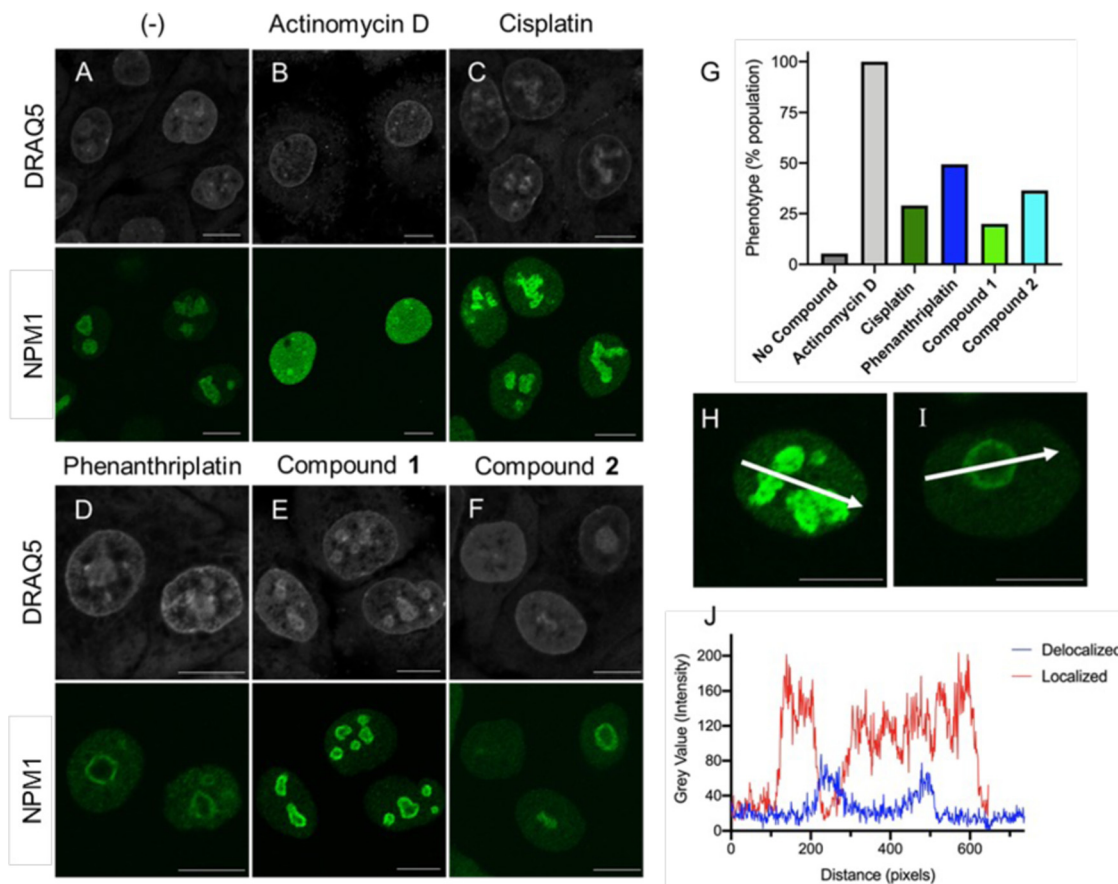 (-) Actinomycin D Cisplatin
A B C
DRAQ5
NPM1
Phenanthriplatin Compound 1 Compound 2
D E F
DRAQ5
NPM1
G
Phenotype (% population)
100
75
50
25
0
No Compound
Actinomycin D
Cisplatin
Phenanthriplatin
Compound 1
Compound 2
H I
J
Grey Value (Intensity)
200
160
120
80
40
0
0 200 400 600
Distance (pixels)
Delocalized
Localized